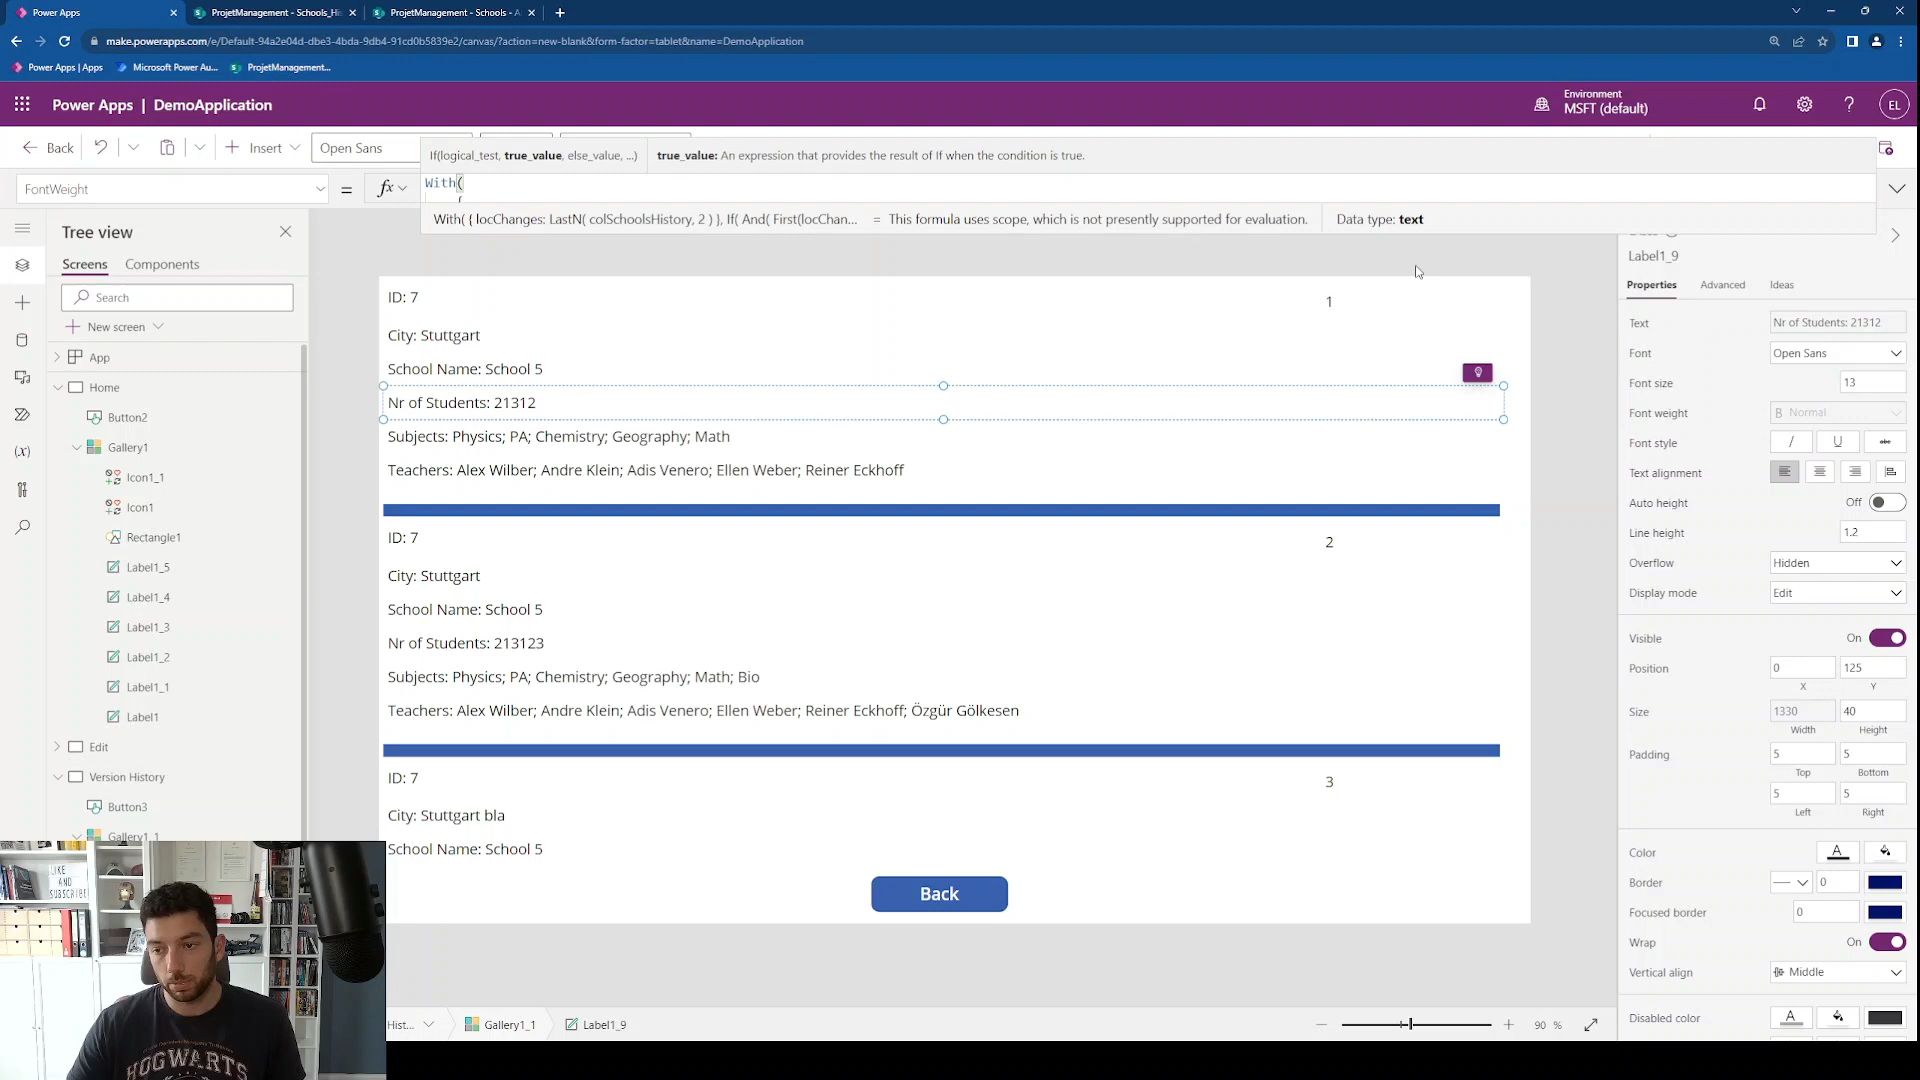 Power Apps
ProjetManagement - Schools_Hi
ProjetManagement - Schools - A
make.powerapps.com/e/Default-94a2e04d-dbe3-4bda-9db4-91cd0b5839e2/canvas/?action=new-blank&form-factor=tablet&name=DemoApplication
Power Apps | Apps
Microsoft Power Au...
ProjetManagement...
Power Apps | DemoApplication
Environment
MSFT (default)
EL
Back
Insert
Open Sans
If(logical_test, true_value, else_value, ...)
true_value: An expression that provides the result of If when the condition is true.
FontWeight
=
fx
With(
{
With( { locChanges: LastN( colSchoolsHistory, 2 ) }, If( And( First(locChan...
= This formula uses scope, which is not presently supported for evaluation.
Data type: text
Tree view
Screens
Components
Search
New screen
App
Home
Button2
Gallery1
Icon1_1
Icon1
Rectangle1
Label1_5
Label1_4
Label1_3
Label1_2
Label1_1
Label1
Edit
Version History
Button3
Gallery1_1
ID: 7
1
City: Stuttgart
School Name: School 5
Nr of Students: 21312
Subjects: Physics; PA; Chemistry; Geography; Math
Teachers: Alex Wilber; Andre Klein; Adis Venero; Ellen Weber; Reiner Eckhoff
ID: 7
2
City: Stuttgart
School Name: School 5
Nr of Students: 213123
Subjects: Physics; PA; Chemistry; Geography; Math; Bio
Teachers: Alex Wilber; Andre Klein; Adis Venero; Ellen Weber; Reiner Eckhoff; Özgür Gölkesen
ID: 7
3
City: Stuttgart bla
School Name: School 5
Back
Label1_9
Properties
Advanced
Ideas
Text
Nr of Students: 21312
Font
Open Sans
Font size
13
Font weight
B Normal
Font style
/ U abc
Text alignment
Auto height
Off
Line height
1.2
Overflow
Hidden
Display mode
Edit
Visible
On
Position
0
125
X
Y
Size
1330
40
Width
Height
Padding
5
5
Top
Bottom
5
5
Left
Right
Color
A
Border
0
Focused border
0
Wrap
On
Vertical align
Middle
Disabled color
A
Hist...
Gallery1_1
Label1_9
90 %
LIKE
AND
SUBSCRIBE
HOGWARTS